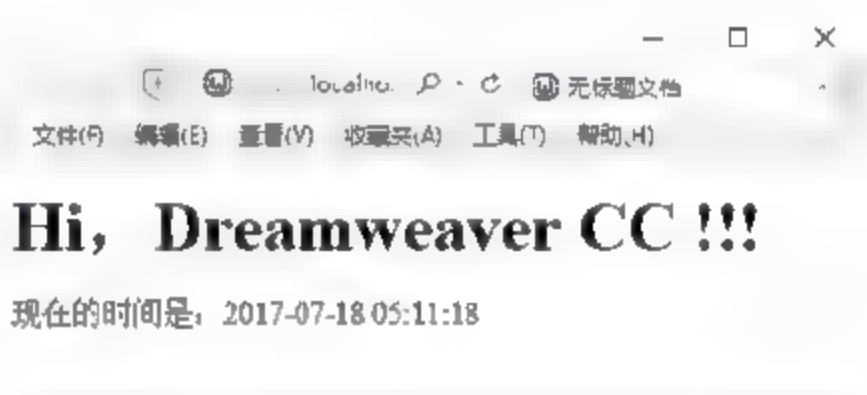 无标题文档
文件(F) 编辑(E) 查看(V) 收藏夹(A) 工具(T) 帮助(H)
Hi，Dreamweaver CC !!!
现在的时间是：2017-07-18 05:11:18